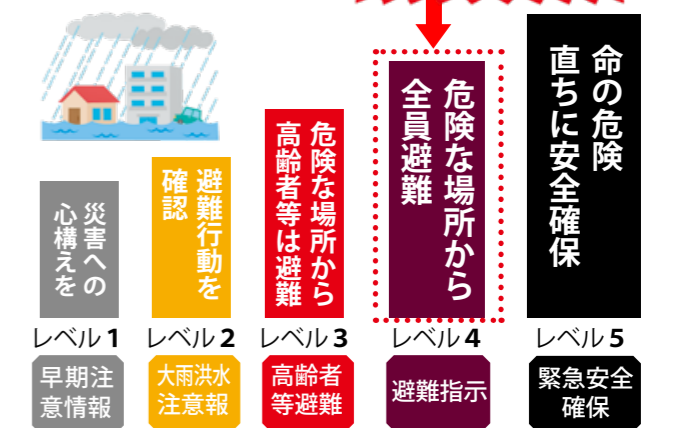 災害への
心構えを
避難行動を
確認
危険な場所から
高齢者等は避難
危険な場所から
全員避難
命の危険
直ちに安全確保
レベル1
レベル2
レベル3
レベル4
レベル5
早期注
意情報
大雨洪水
注意報
高齢者
等避難
避難指示
緊急安全
確保